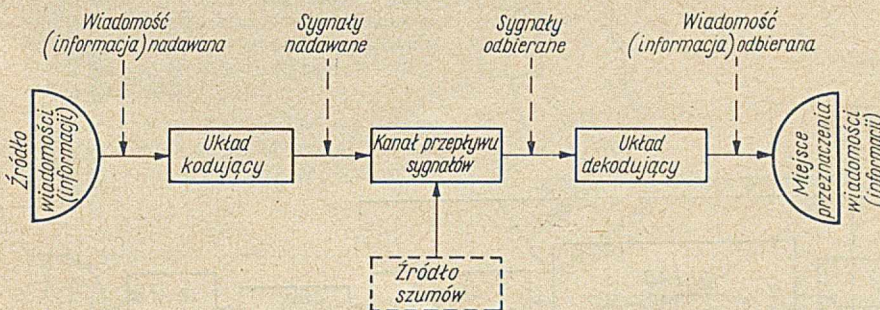 Wiadomość
(informacja) nadawana
Sygnały
nadawane
Sygnały
odbierane
Wiadomość
(informacja) odbierana
Źródło
wiadomości
(informacji)
Układ
kodujący
Kanał przepływu
sygnałów
Układ
dekodujący
Miejsce
przeznaczenia
wiadomości
(informacji)
Źródło
szumów